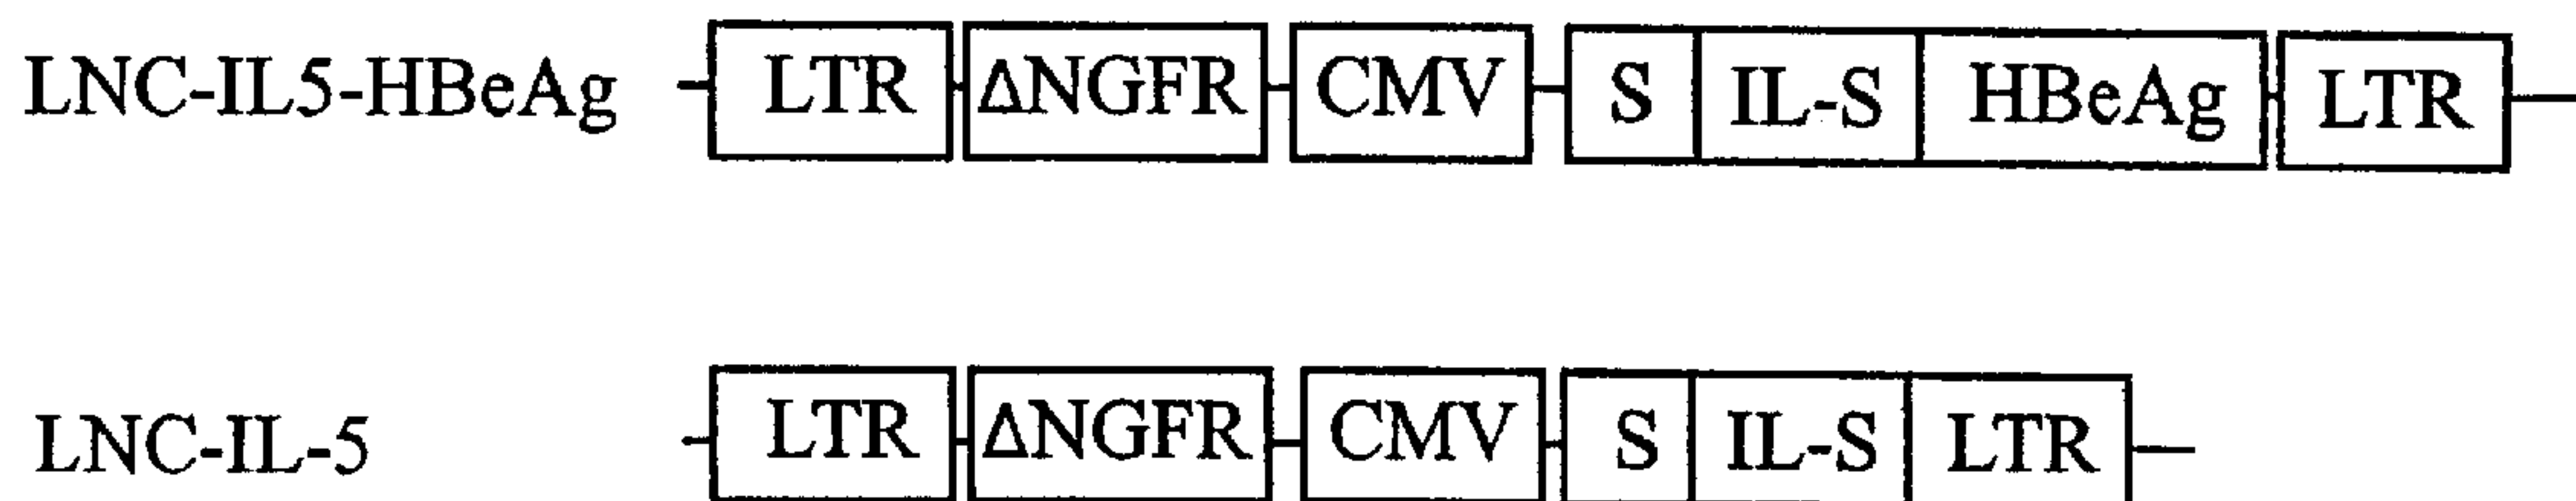 LNC-IL5-HBeAg LTR ΔNGFR CMV S IL-S HBeAg LTR
LNC-IL-5 LTR ΔNGFR CMV S IL-S LTR